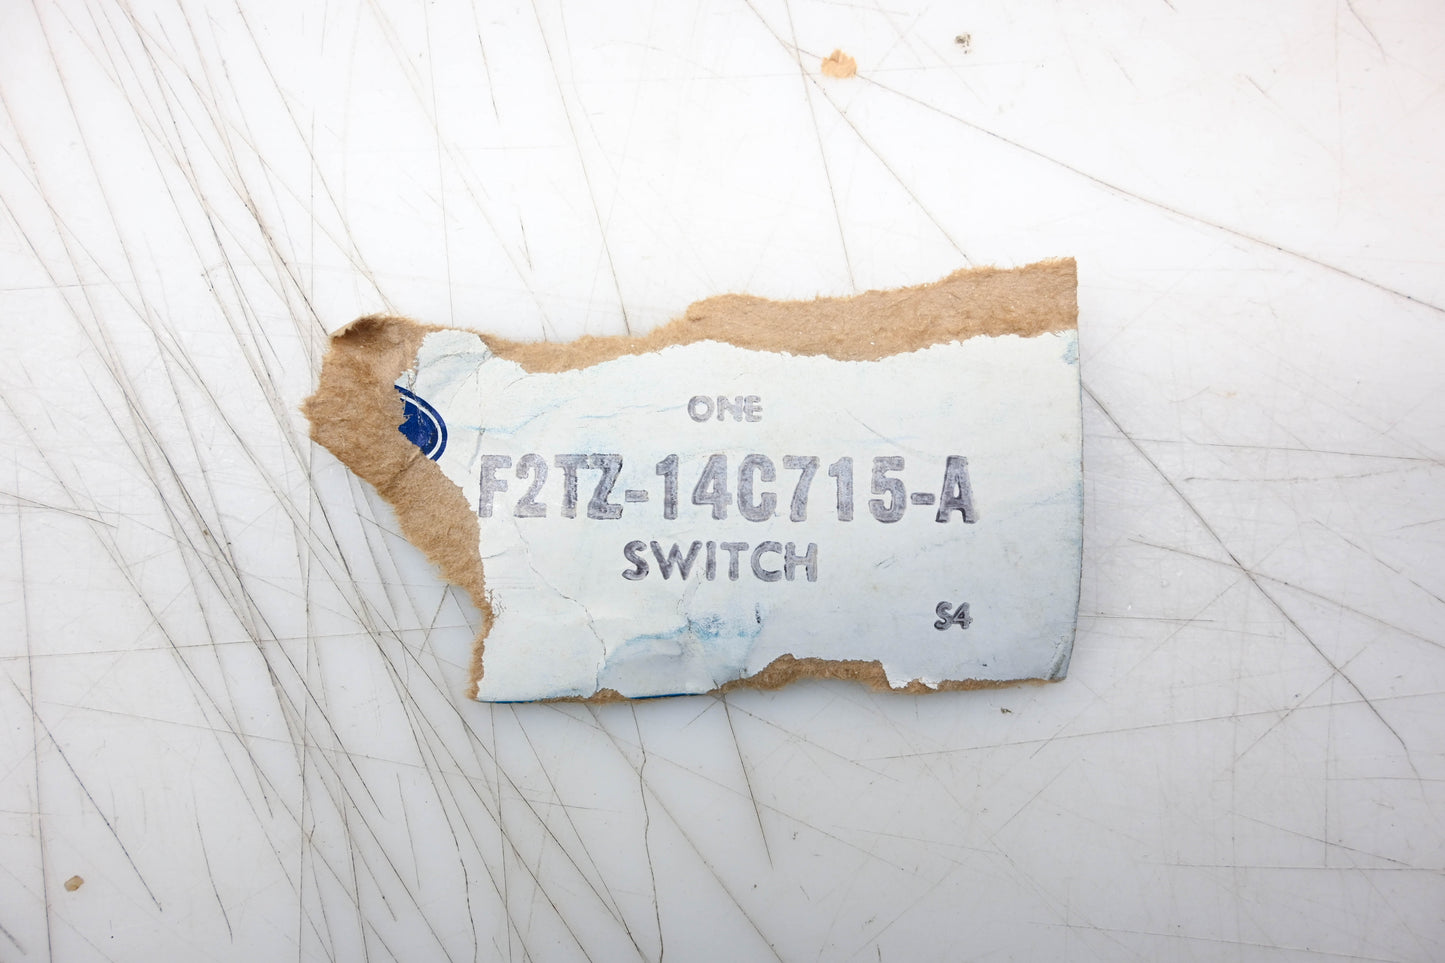 ONE
F2TZ-14C715-A
SWITCH
S4